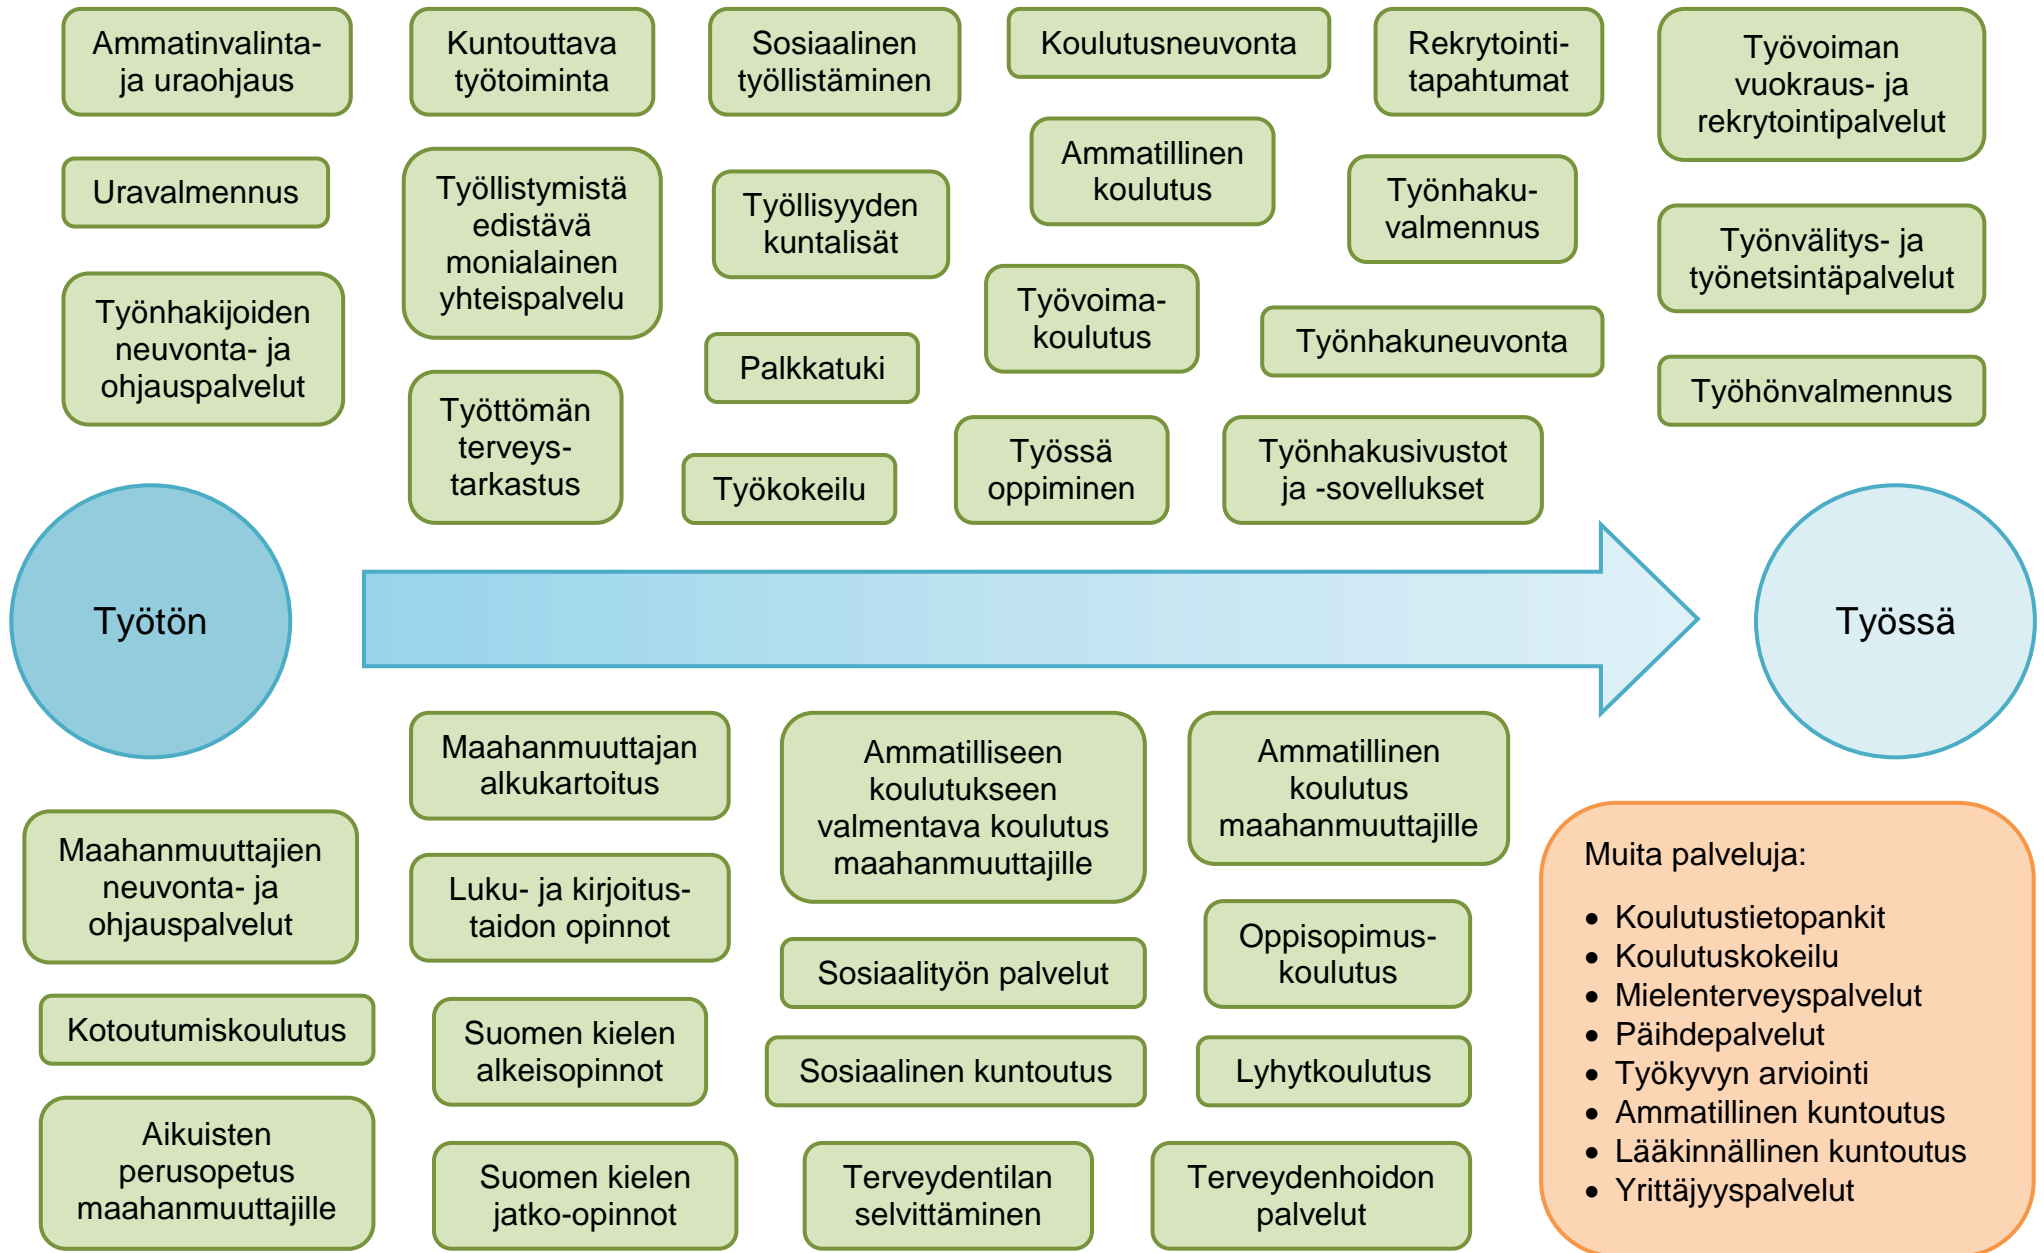 Ammatinvalinta-
ja uraohjaus
Kuntouttava
työtoiminta
Sosiaalinen
työllistäminen
Koulutusneuvonta
Rekrytointi-
tapahtumat
Työvoiman
vuokraus- ja
rekrytointipalvelut
Uravalmennus
Työllistymistä
edistävä
monialainen
yhteispalvelu
Työllisyyden
kuntalisät
Ammatillinen
koulutus
Työnhaku-
valmennus
Työnvälitys- ja
työnetsintäpalvelut
Työnhakijoiden
neuvonta- ja
ohjauspalvelut
Palkkatuki
Työvoima-
koulutus
Työnhakuneuvonta
Työhönvalmennus
Työttömän
terveys-
tarkastus
Työkokeilu
Työssä
oppiminen
Työnhakusivustot
ja -sovellukset
Työtön
Työssä
Maahanmuuttajan
alkukartoitus
Ammatilliseen
koulutukseen
valmentava koulutus
maahanmuuttajille
Ammatillinen
koulutus
maahanmuuttajille
Maahanmuuttajien
neuvonta- ja
ohjauspalvelut
Luku- ja kirjoitus-
taidon opinnot
Sosiaalityön palvelut
Oppisopimus-
koulutus
Kotoutumiskoulutus
Suomen kielen
alkeisopinnot
Sosiaalinen kuntoutus
Lyhytkoulutus
Aikuisten
perusopetus
maahanmuuttajille
Suomen kielen
jatko-opinnot
Terveydentilan
selvittäminen
Terveydenhoidon
palvelut
Muita palveluja:
• Koulutustietopankit
• Koulutuskokeilu
• Mielenterveyspalvelut
• Päihdepalvelut
• Työkyvyn arviointi
• Ammatillinen kuntoutus
• Lääkinnällinen kuntoutus
• Yrittäjyyspalvelut